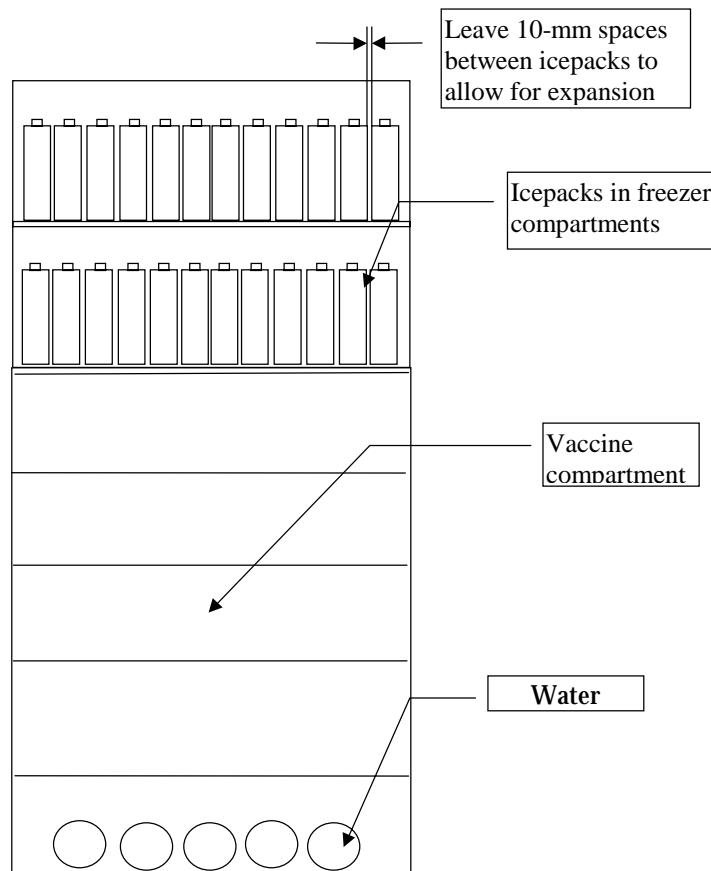 Leave 10-mm spaces
between icepacks to
allow for expansion
Icepacks in freezer
compartments
Vaccine
compartment
Water